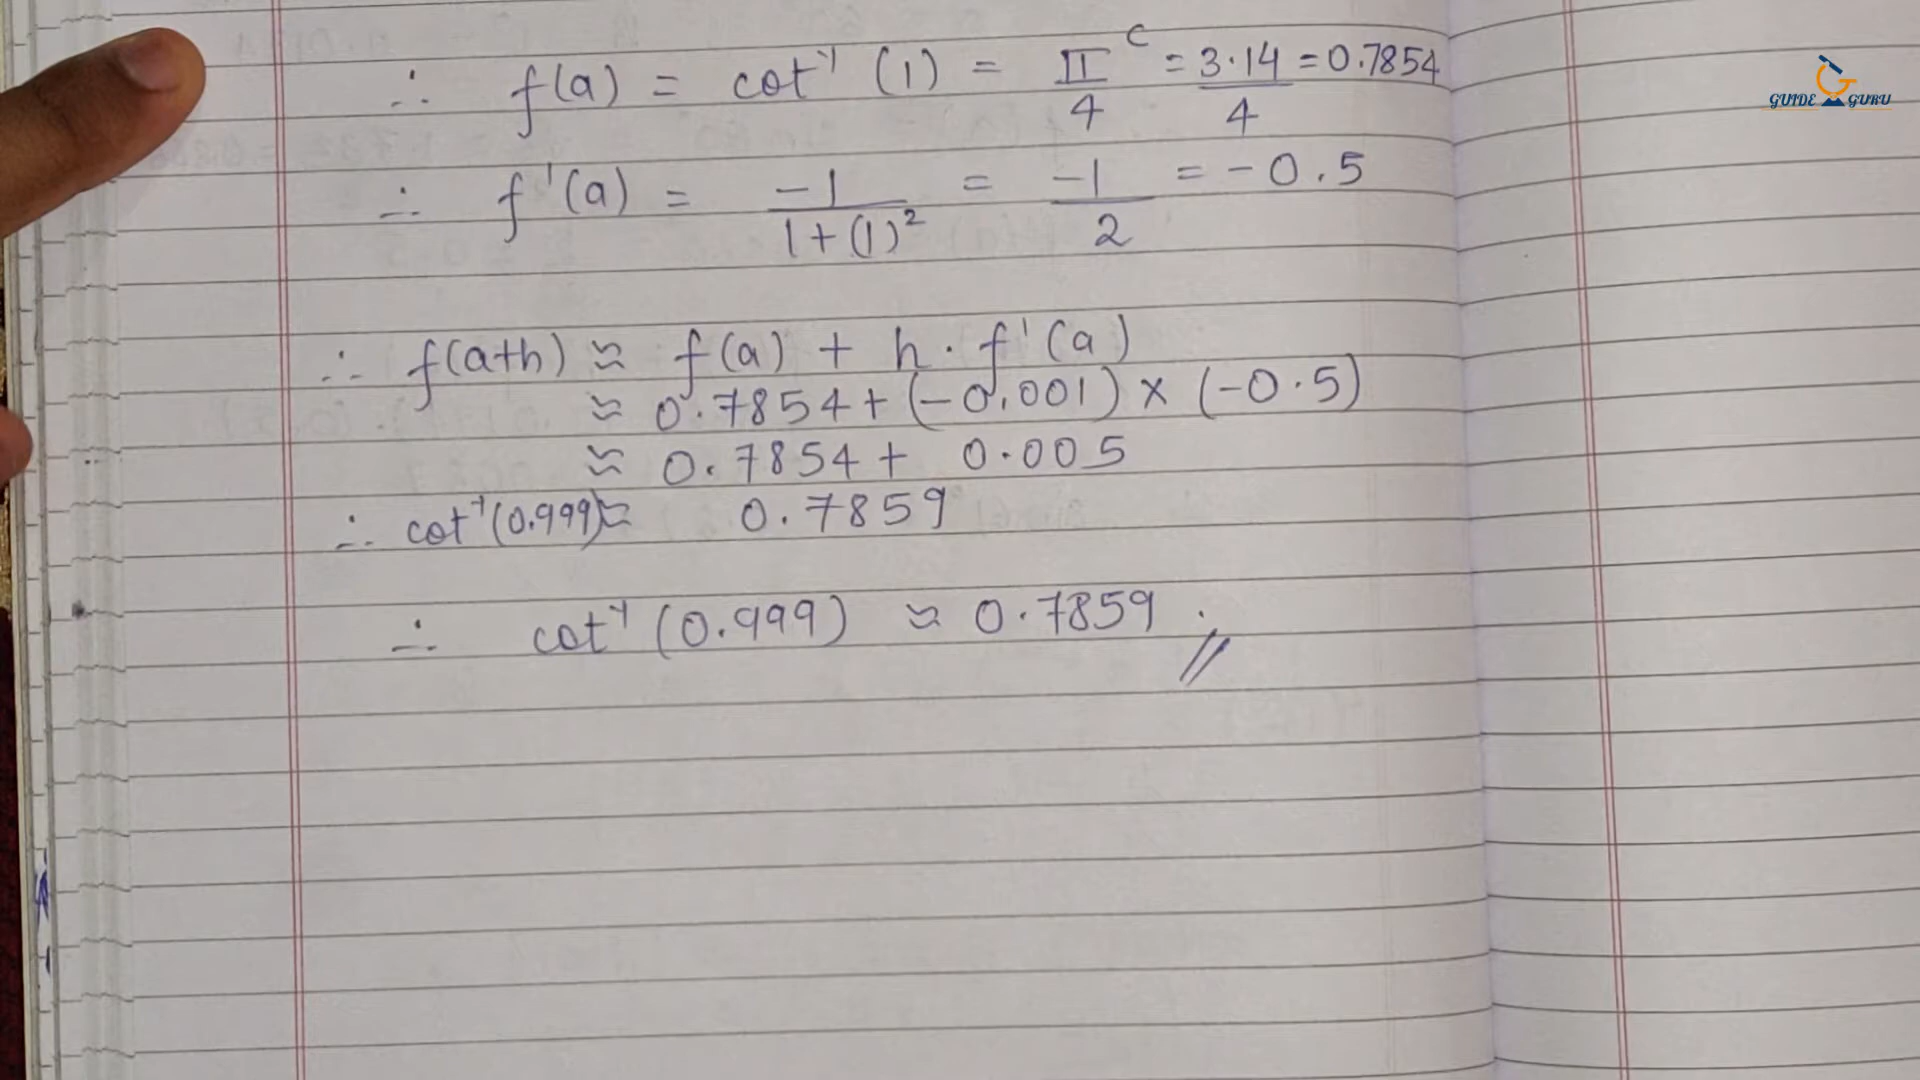 ∴ f(a) = cot⁻¹ (1) = π/4 ᶜ = 3.14/4 = 0.7854
∴ f'(a) = -1/(1+(1)²) = -1/2 = -0.5
∴ f(a+h) ≈ f(a) + h . f'(a)
≈ 0.7854 + (-0.001) × (-0.5)
≈ 0.7854 + 0.005
∴ cot⁻¹(0.999) ≈ 0.7859
∴ cot⁻¹ (0.999) ≈ 0.7859 .
GUIDE GURU